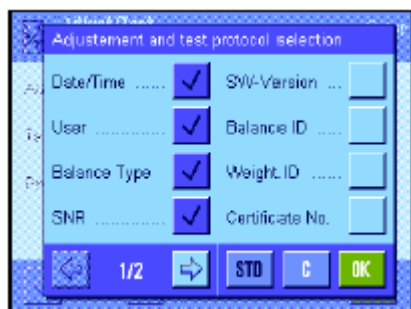 Adjustement and test protocol selection
Date/Time ...... SW-Version ...
User ............... Balance ID .....
Balance Type Weight. ID ......
SNR ............... Certificate No.
1/2 STD C OK